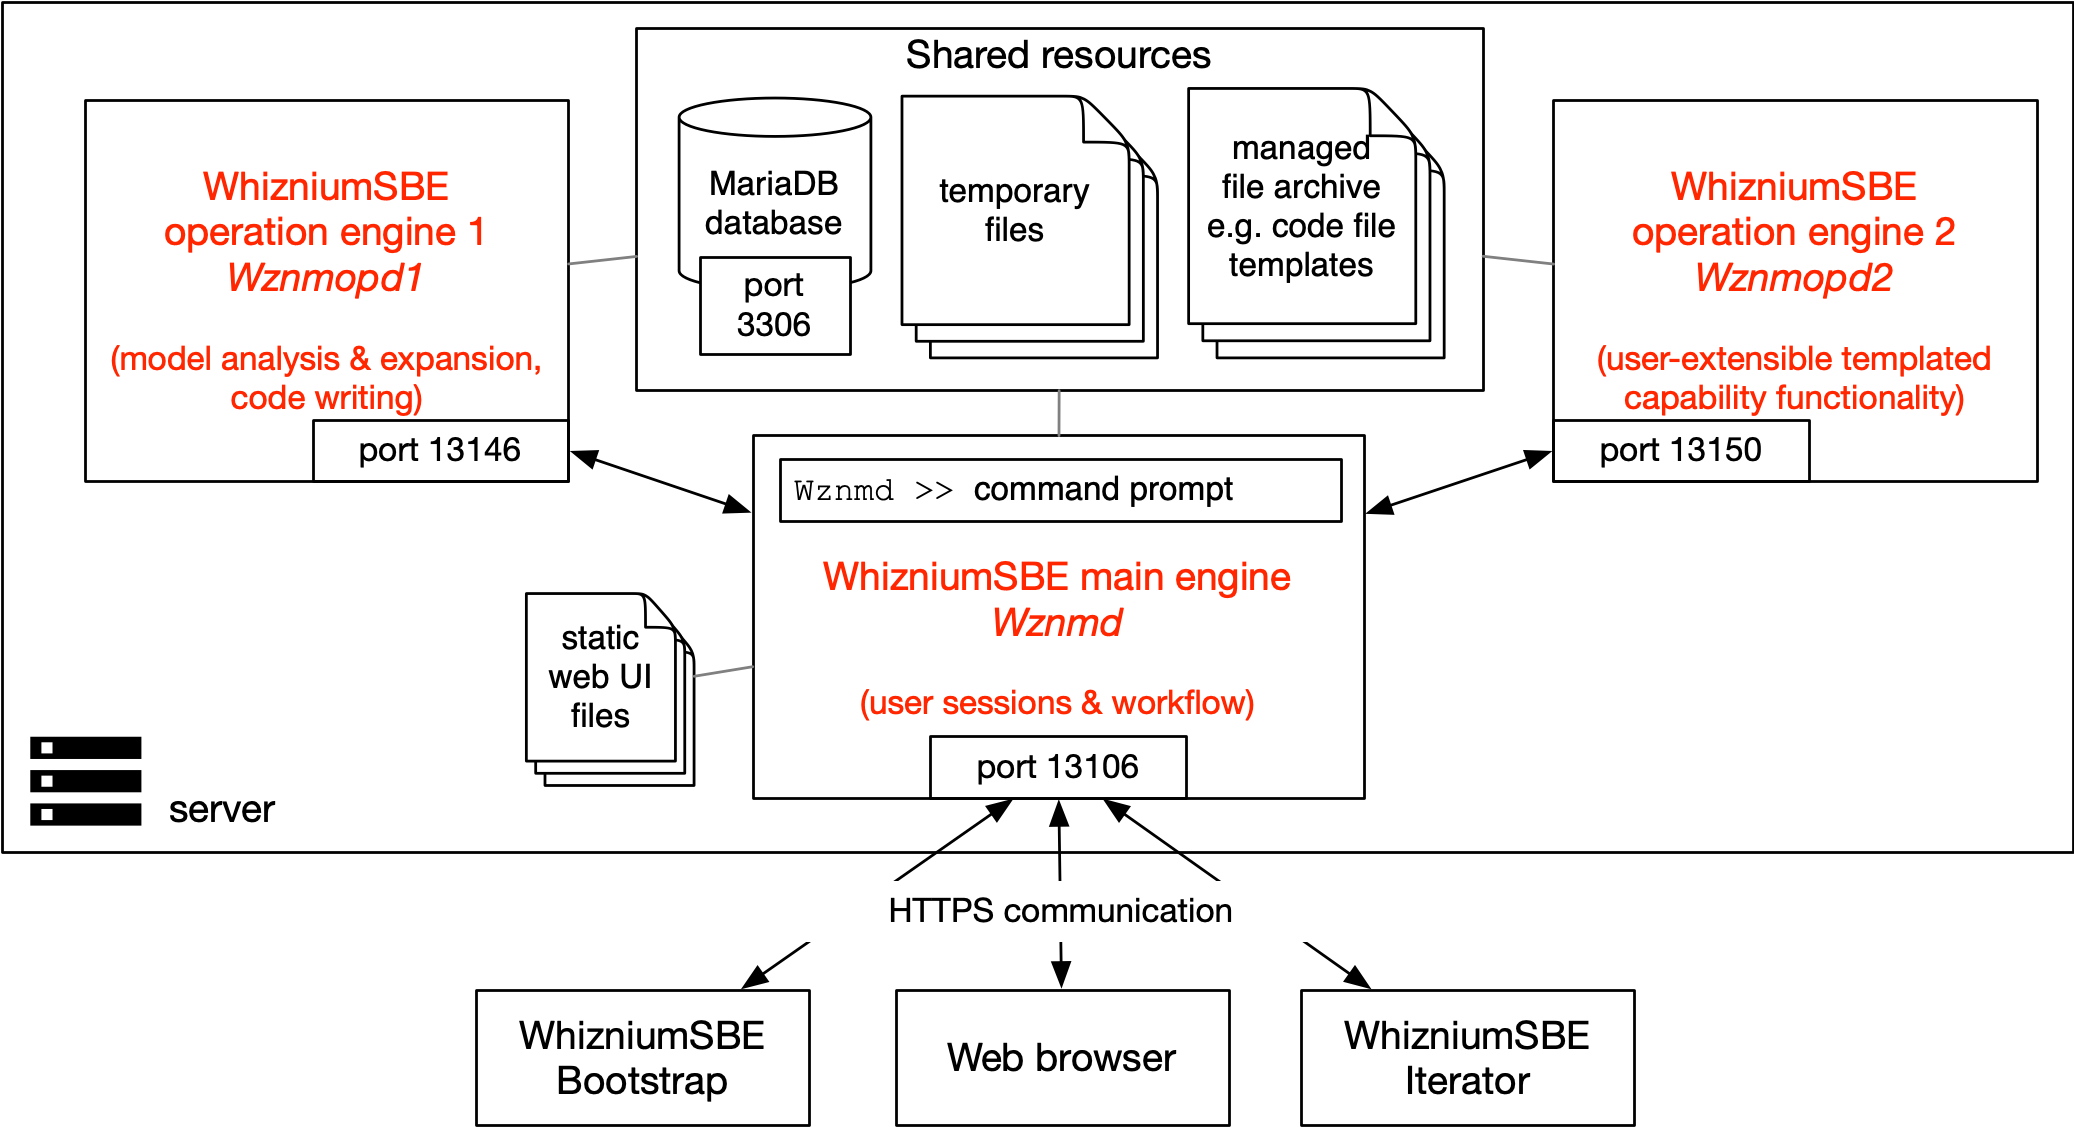 Shared resources
WhizniumSBE
operation engine 1
Wznmopd1
(model analysis & expansion,
code writing)
port 13146
MariaDB
database
port
3306
temporary
files
managed
file archive
e.g. code file
templates
WhizniumSBE
operation engine 2
Wznmopd2
(user-extensible templated
capability functionality)
port 13150
Wznmd >> command prompt
WhizniumSBE main engine
Wznmd
(user sessions & workflow)
port 13106
static
web UI
files
server
HTTPS communication
WhizniumSBE
Bootstrap
Web browser
WhizniumSBE
Iterator